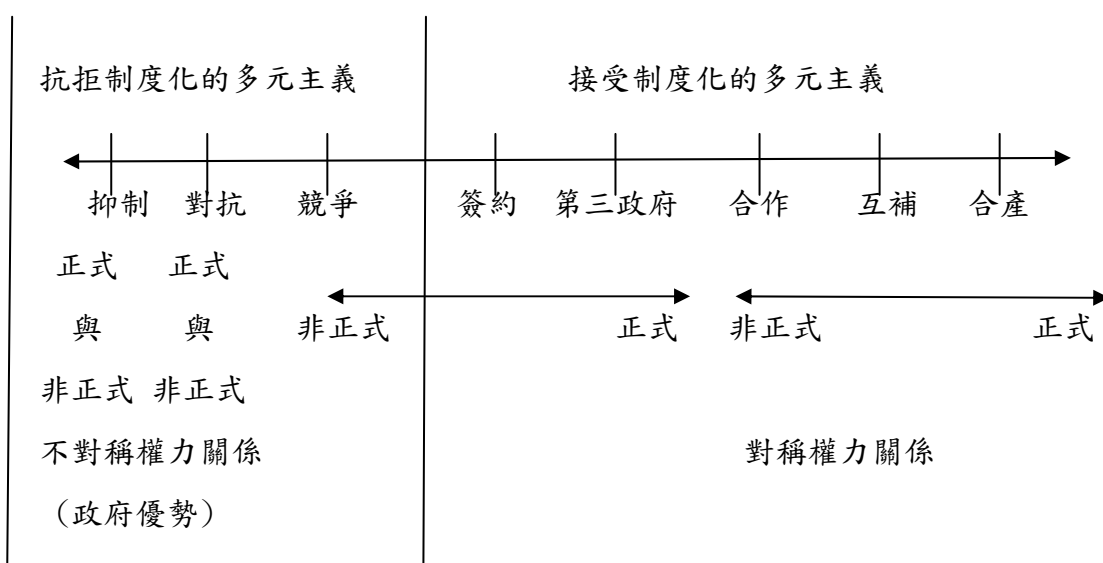 抗拒制度化的多元主義 接受制度化的多元主義
抑制 對抗 競爭 簽約 第三政府 合作 互補 合產
正式 正式
與 與 非正式 正式 非正式 正式
非正式 非正式
不對稱權力關係 對稱權力關係
（政府優勢）